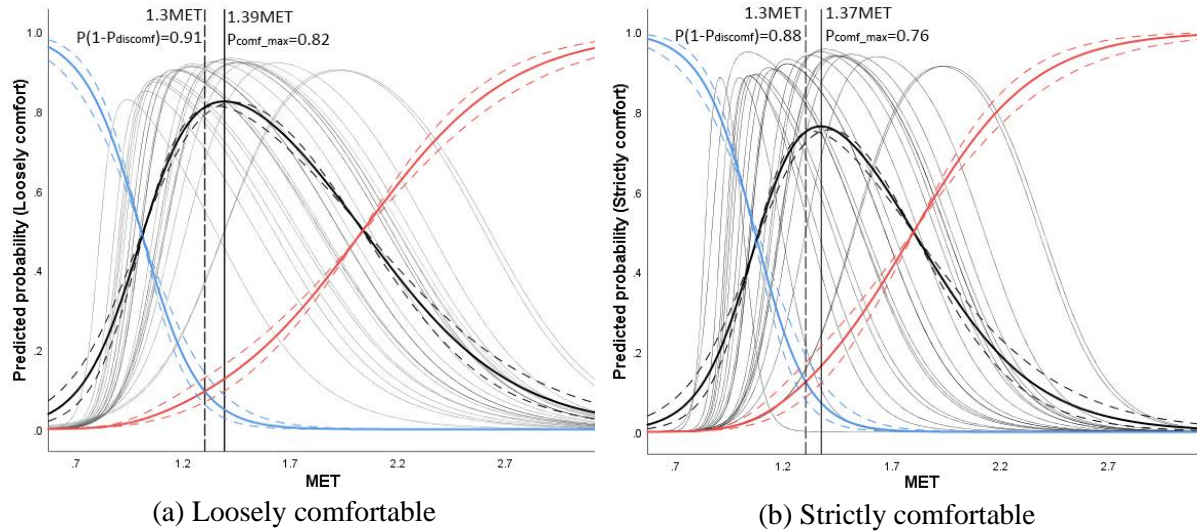 1.3MET
P(1-Pdiscomf)=0.91
1.39MET
Pcomf_max=0.82
Predicted probability (Loosely comfort)
1.0
.8
.6
.4
.2
.0
.7
1.2
1.7
2.2
2.7
MET
(a) Loosely comfortable
1.3MET
P(1-Pdiscomf)=0.88
1.37MET
Pcomf_max=0.76
Predicted probability (Strictly comfort)
1.0
.8
.6
.4
.2
.0
.7
1.2
1.7
2.2
2.7
MET
(b) Strictly comfortable